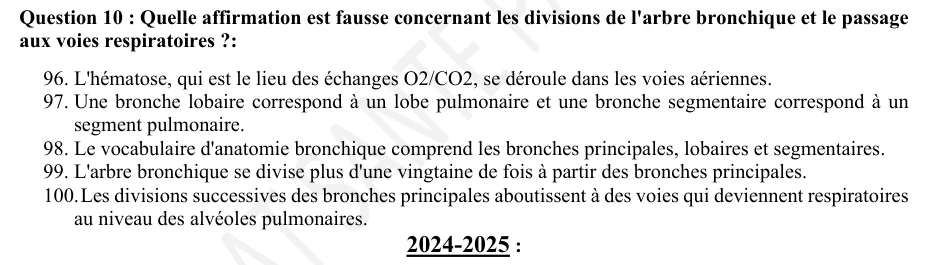 Question 10 : Quelle affirmation est fausse concernant les divisions de l'arbre bronchique et le passage
aux voies respiratoires ?:
96. L'hématose, qui est le lieu des échanges O2/CO2, se déroule dans les voies aériennes.
97. Une bronche lobaire correspond à un lobe pulmonaire et une bronche segmentaire correspond à un
segment pulmonaire.
98. Le vocabulaire d'anatomie bronchique comprend les bronches principales, lobaires et segmentaires.
99. L'arbre bronchique se divise plus d'une vingtaine de fois à partir des bronches principales.
100.Les divisions successives des bronches principales aboutissent à des voies qui deviennent respiratoires
au niveau des alvéoles pulmonaires.
2024-2025 :